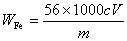 W_Fe = 56×1000cV / m